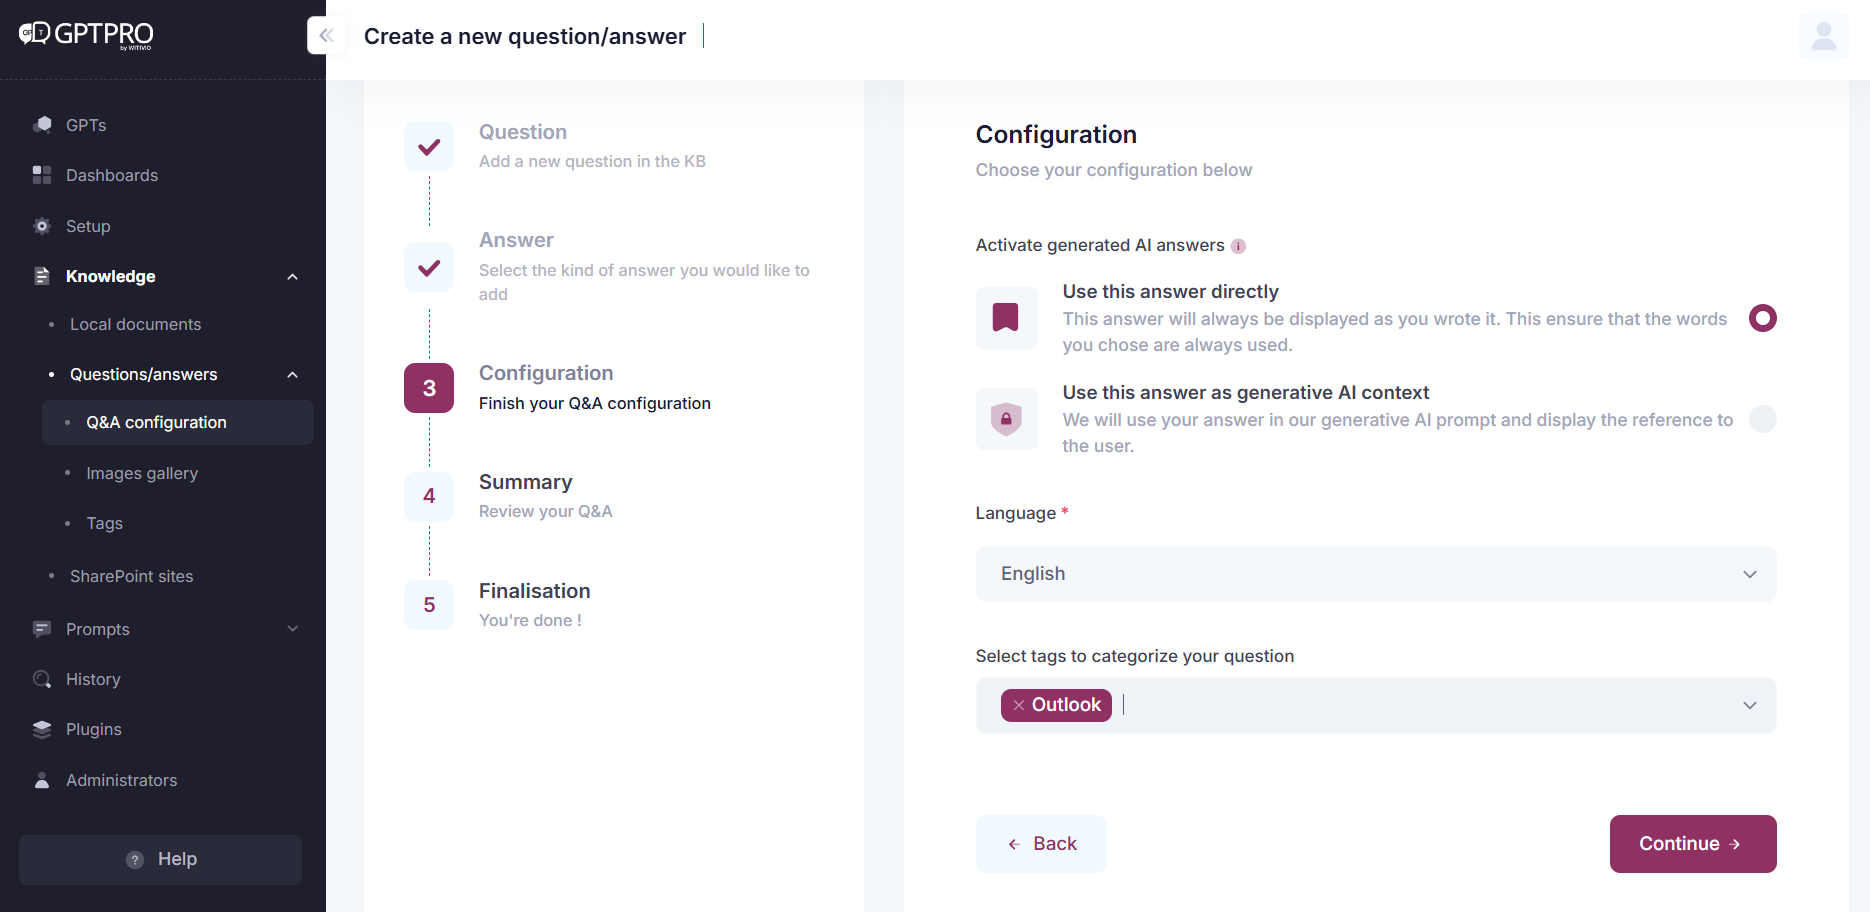 GPTPRO
by WITIVIO
Create a new question/answer
GPTs
Dashboards
Setup
Knowledge
Local documents
Questions/answers
Q&A configuration
Images gallery
Tags
SharePoint sites
Prompts
History
Plugins
Administrators
? Help
Question
Add a new question in the KB
Answer
Select the kind of answer you would like to
add
3
Configuration
Finish your Q&A configuration
4
Summary
Review your Q&A
5
Finalisation
You're done !
Configuration
Choose your configuration below
Activate generated AI answers i
Use this answer directly
This answer will always be displayed as you wrote it. This ensure that the words
you chose are always used.
Use this answer as generative AI context
We will use your answer in our generative AI prompt and display the reference to
the user.
Language *
English
Select tags to categorize your question
× Outlook
← Back
Continue →